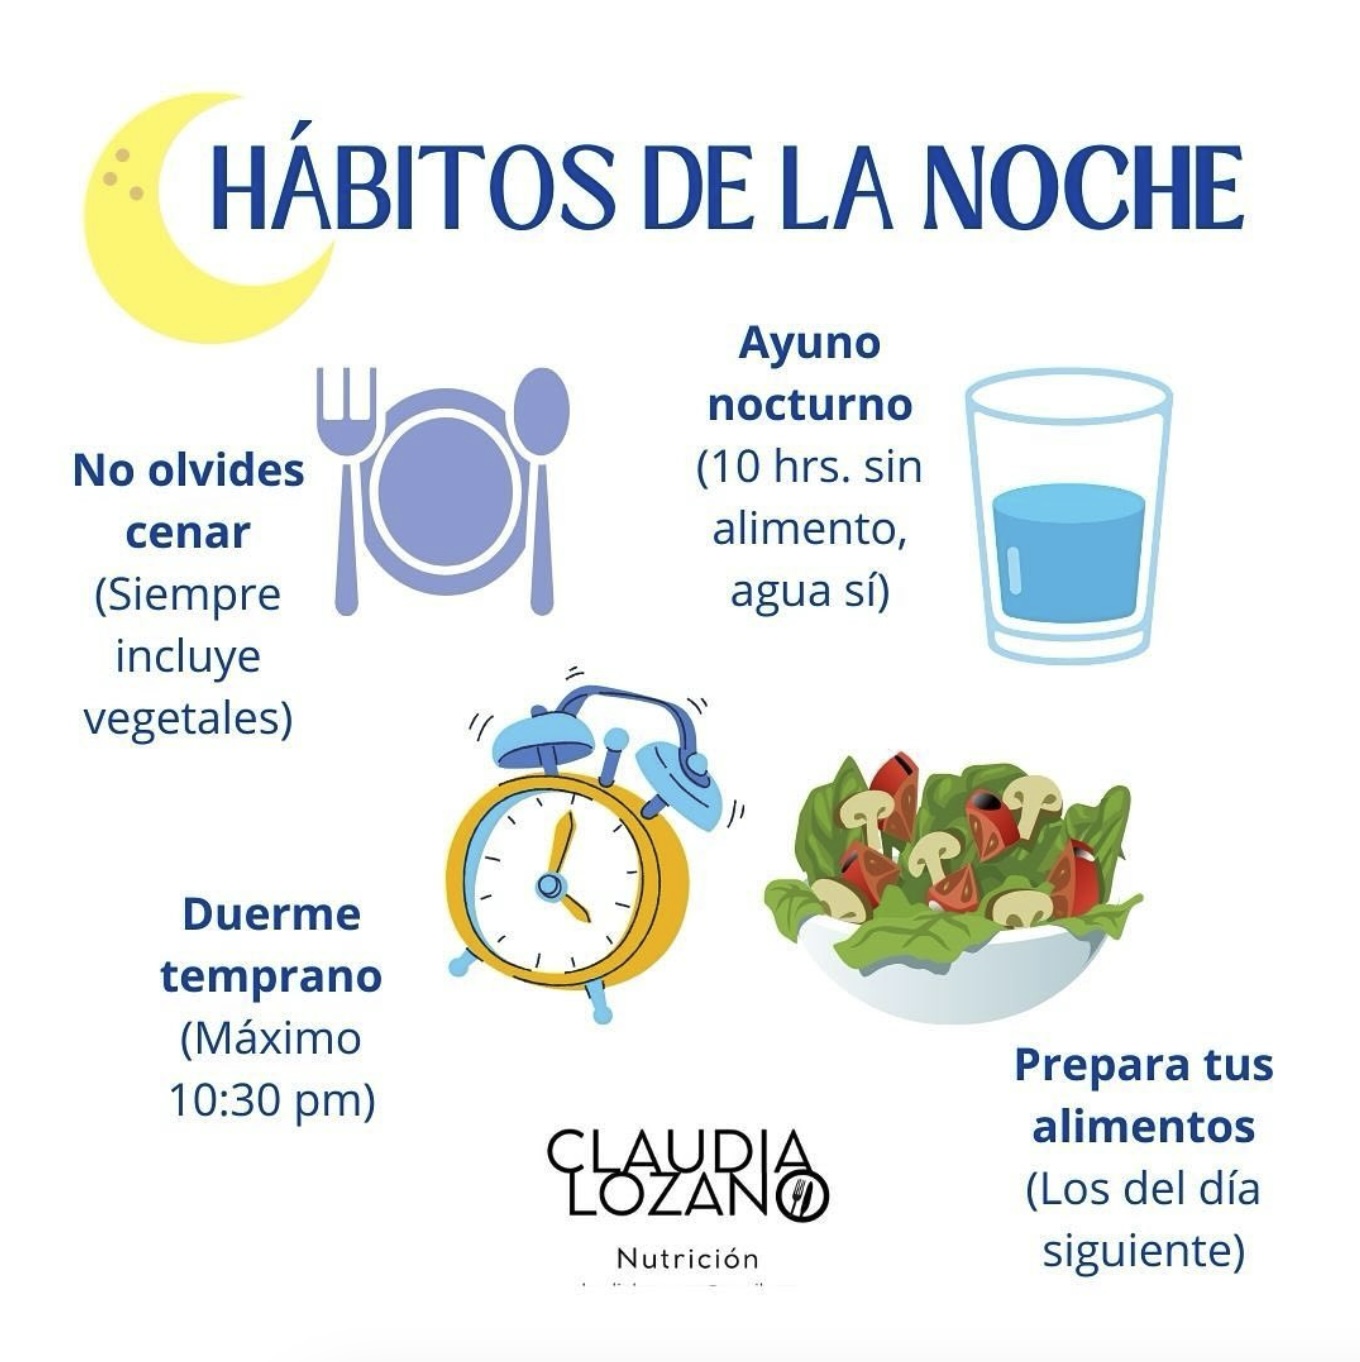 HÁBITOS DE LA NOCHE
No olvides
cenar
(Siempre
incluye
vegetales)
Ayuno
nocturno
(10 hrs. sin
alimento,
agua sí)
Duerme
temprano
(Máximo
10:30 pm)
Prepara tus
alimentos
(Los del día
siguiente)
CLAUDIA
LOZANO
Nutrición